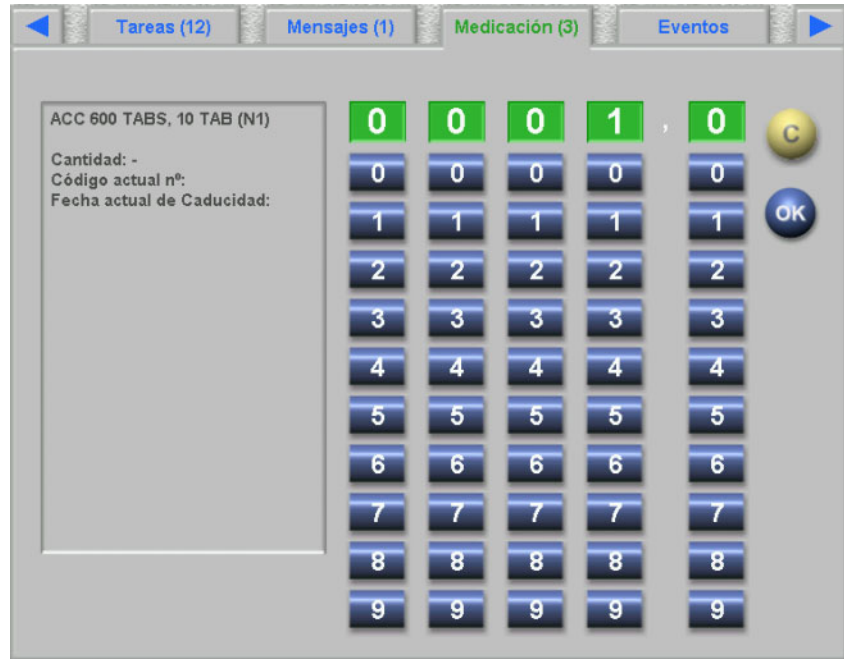 Tareas (12) Mensajes (1) Medicación (3) Eventos
ACC 600 TABS, 10 TAB (N1)
Cantidad: -
Código actual nº:
Fecha actual de Caducidad:
0 0 0 1 , 0 C
0 0 0 0 0
OK
1 1 1 1 1
2 2 2 2 2
3 3 3 3 3
4 4 4 4 4
5 5 5 5 5
6 6 6 6 6
7 7 7 7 7
8 8 8 8 8
9 9 9 9 9